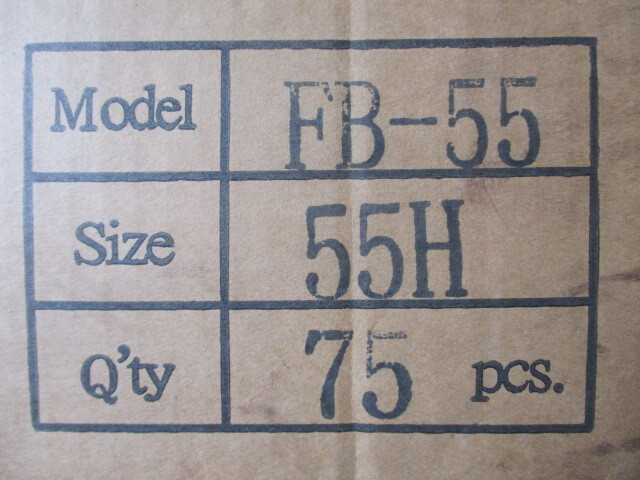 Model FB-55
Size 55H
Q'ty 75 pcs.